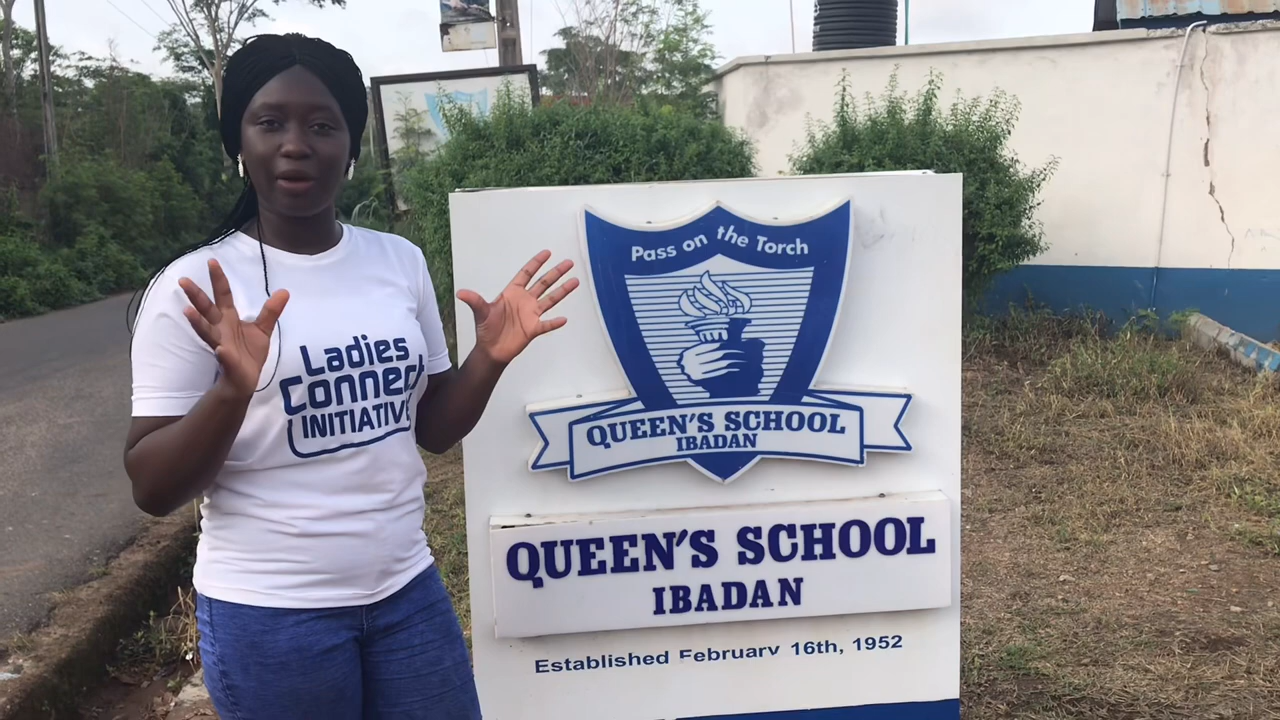 Ladies
Connect
INITIATIVE
Pass on the Torch
QUEEN'S SCHOOL
IBADAN
QUEEN'S SCHOOL
IBADAN
Established February 16th, 1952